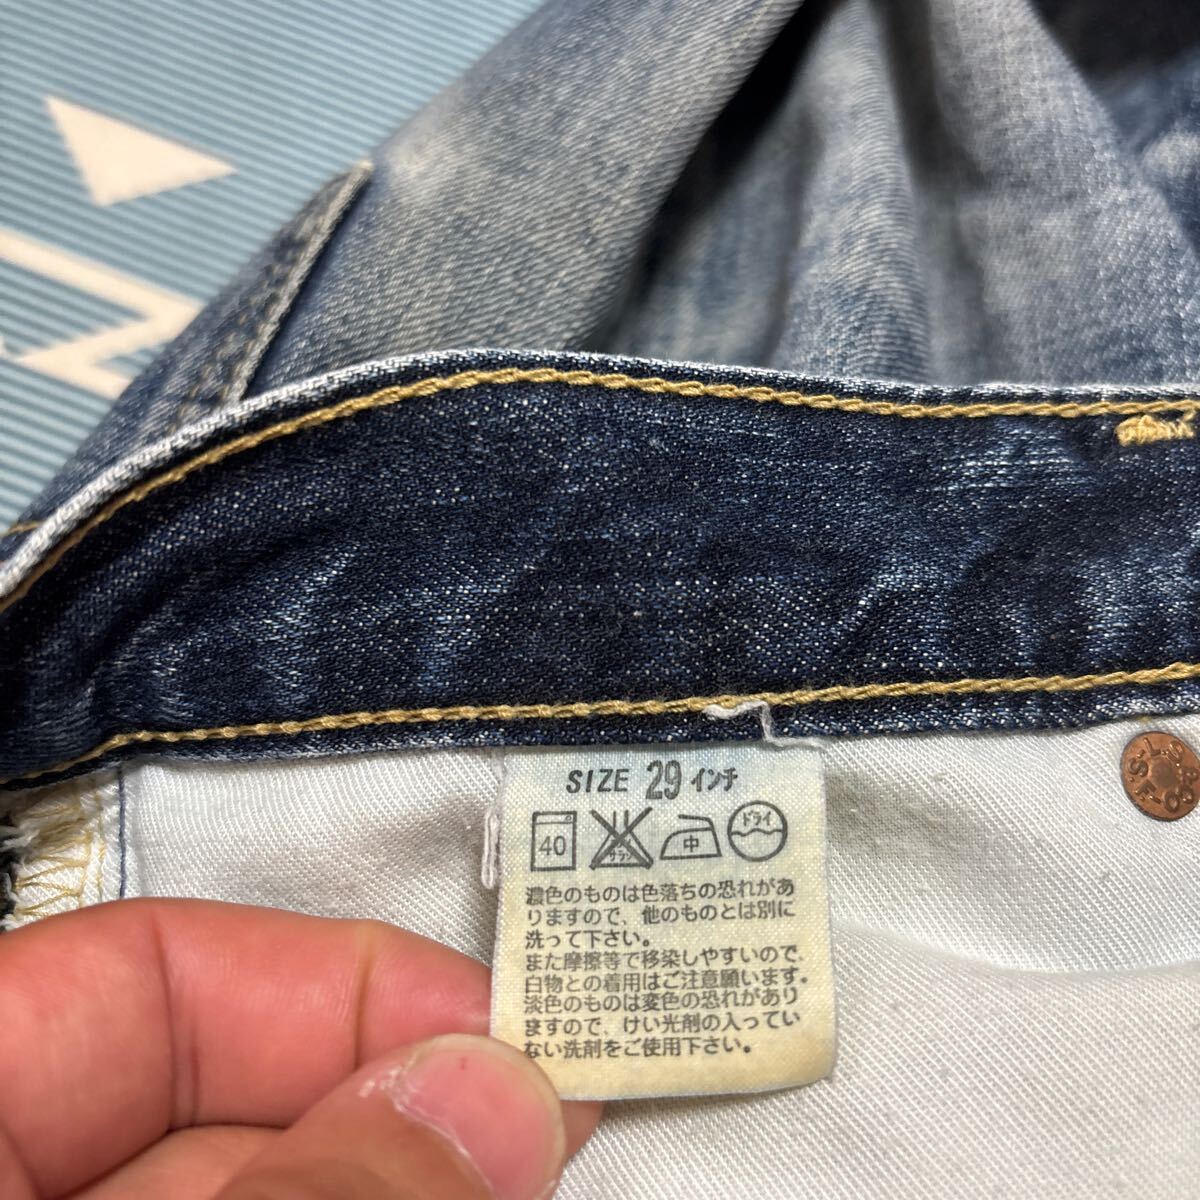 SIZE 29 インチ
40 サラシ 中 ドライ
濃色のものは色落ちの恐れがあ
りますので、他のものとは別に
洗って下さい。
また摩擦等で移染しやすいので、
白物との着用はご注意願います。
淡色のものは変色の恐れがあり
ますので、けい光剤の入ってい
ない洗剤をご使用下さい。